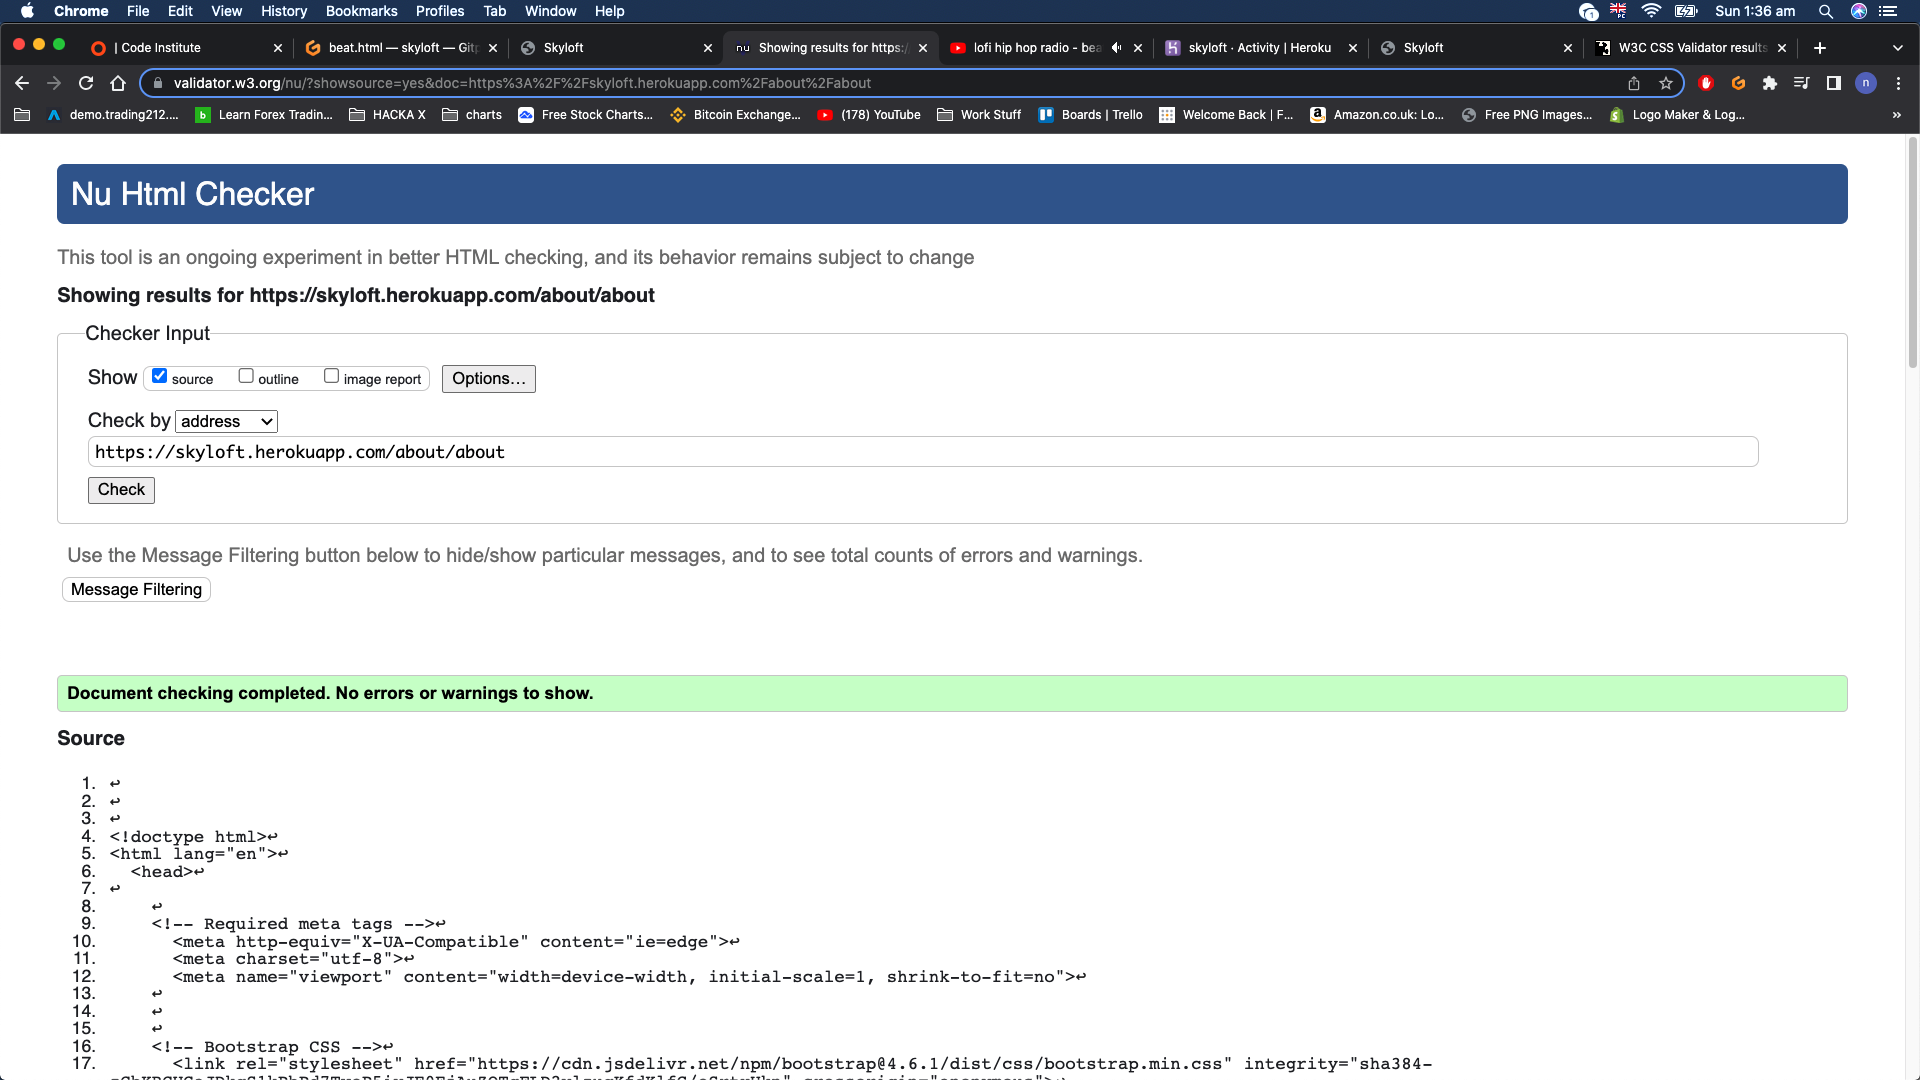 Chrome File Edit View History Bookmarks Profiles Tab Window Help 1 Sun 1:36 am
| Code Institute beat.html — skyloft — Gitp Skyloft nu Showing results for https:/ lofi hip hop radio - bea skyloft · Activity | Heroku Skyloft W3C CSS Validator results
validator.w3.org/nu/?showsource=yes&doc=https%3A%2F%2Fskyloft.herokuapp.com%2Fabout%2Fabout n
demo.trading212.... b Learn Forex Tradin... HACKA X charts Free Stock Charts... Bitcoin Exchange... (178) YouTube Work Stuff Boards | Trello Welcome Back | F... Amazon.co.uk: Lo... Free PNG Images... Logo Maker & Log... »
Nu Html Checker
This tool is an ongoing experiment in better HTML checking, and its behavior remains subject to change
Showing results for https://skyloft.herokuapp.com/about/about
Checker Input
Show source outline image report Options...
Check by address
https://skyloft.herokuapp.com/about/about
Check
Use the Message Filtering button below to hide/show particular messages, and to see total counts of errors and warnings.
Message Filtering
Document checking completed. No errors or warnings to show.
Source
1. ↩
2. ↩
3. ↩
4. <!doctype html>↩
5. <html lang="en">↩
6. <head>↩
7. ↩
8. ↩
9. <!-- Required meta tags -->↩
10. <meta http-equiv="X-UA-Compatible" content="ie=edge">↩
11. <meta charset="utf-8">↩
12. <meta name="viewport" content="width=device-width, initial-scale=1, shrink-to-fit=no">↩
13. ↩
14. ↩
15. ↩
16. <!-- Bootstrap CSS -->↩
17. <link rel="stylesheet" href="https://cdn.jsdelivr.net/npm/bootstrap@4.6.1/dist/css/bootstrap.min.css" integrity="sha384-